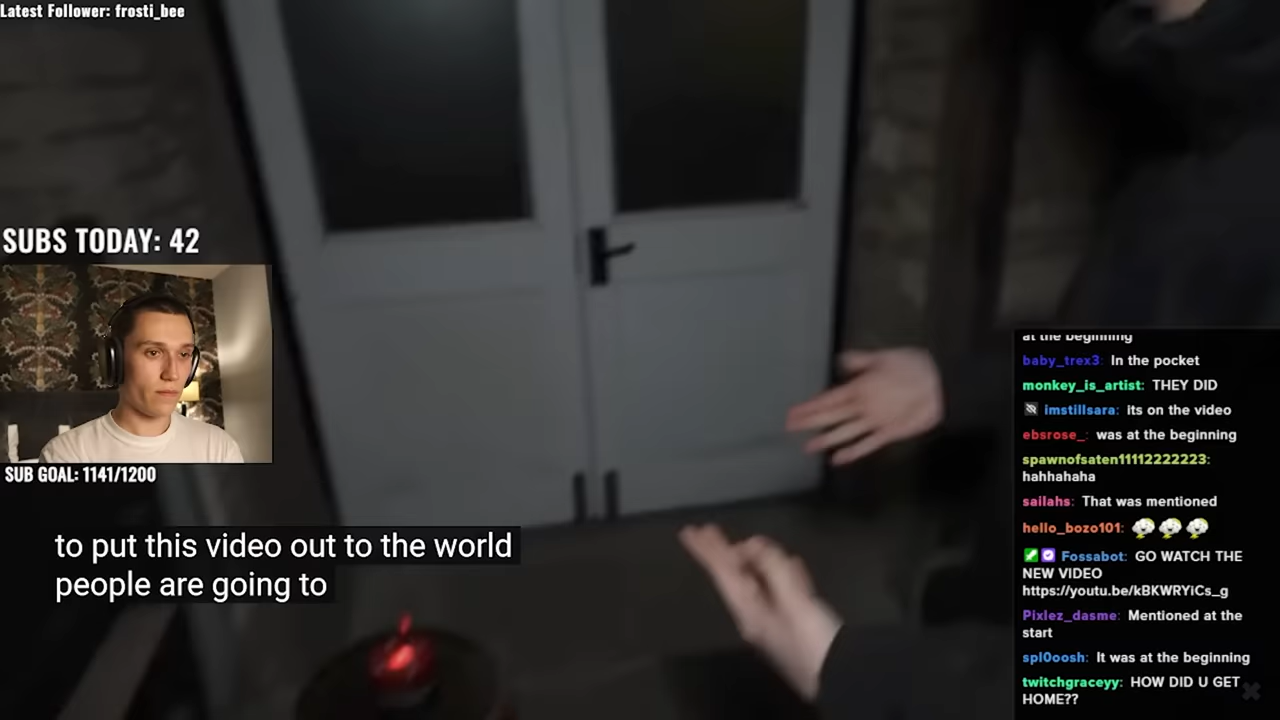 Latest Follower: frosti_bee
SUBS TODAY: 42
SUB GOAL: 1141/1200
to put this video out to the world
people are going to
at the beginning
baby_trex3: In the pocket
monkey_is_artist: THEY DID
imstillsara: its on the video
ebsrose_: was at the beginning
spawnofsaten11112222223:
hahhahaha
sailahs: That was mentioned
hello_bozo101:
Fossabot: GO WATCH THE
NEW VIDEO
https://youtu.be/kBKWRYiCs_g
Pixlez_dasme: Mentioned at the
start
spl0oosh: It was at the beginning
twitchgraceyy: HOW DID U GET
HOME??